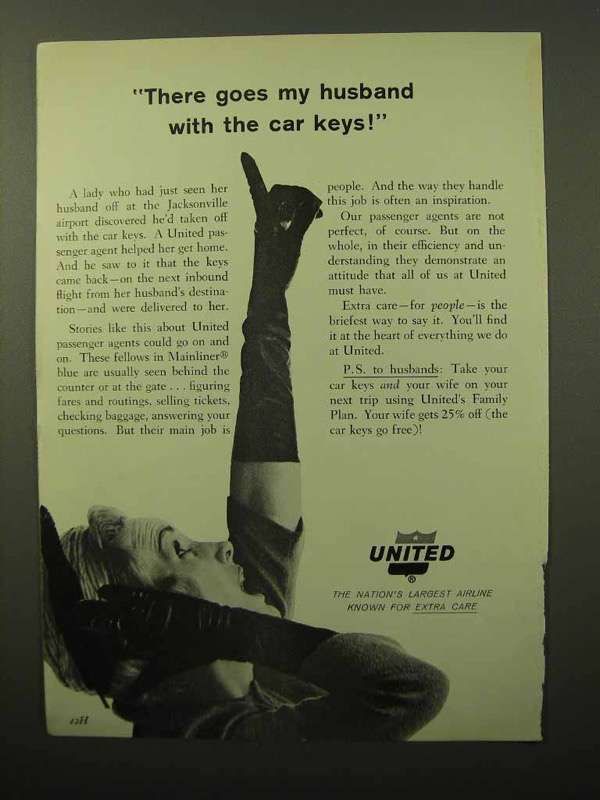 "There goes my husband
with the car keys!"
A lady who had just seen her
husband off at the Jacksonville
airport discovered he'd taken off
with the car keys. A United pas-
senger agent helped her get home.
And he saw to it that the keys
came back—on the next inbound
flight from her husband's destina-
tion—and were delivered to her.
Stories like this about United
passenger agents could go on and
on. These fellows in Mainliner®
blue are usually seen behind the
counter or at the gate . . . figuring
fares and routings, selling tickets,
checking baggage, answering your
questions. But their main job is
people. And the way they handle
this job is often an inspiration.
Our passenger agents are not
perfect, of course. But on the
whole, in their efficiency and un-
derstanding they demonstrate an
attitude that all of us at United
must have.
Extra care—for people—is the
briefest way to say it. You'll find
it at the heart of everything we do
at United.
P.S. to husbands: Take your
car keys and your wife on your
next trip using United's Family
Plan. Your wife gets 25% off (the
car keys go free)!
UNITED
®
THE NATION'S LARGEST AIRLINE
KNOWN FOR EXTRA CARE